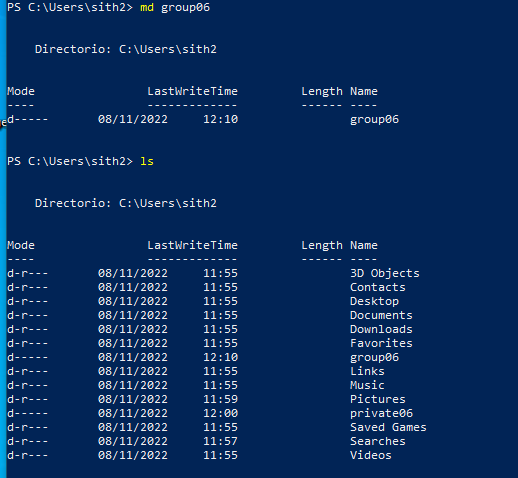 PS C:\Users\sith2> md group06
Directorio: C:\Users\sith2
Mode                LastWriteTime         Length Name
----                -------------         ------ ----
d-----       08/11/2022     12:10                group06
PS C:\Users\sith2> ls
Directorio: C:\Users\sith2
Mode                LastWriteTime         Length Name
----                -------------         ------ ----
d-r---       08/11/2022     11:55                3D Objects
d-r---       08/11/2022     11:55                Contacts
d-r---       08/11/2022     11:55                Desktop
d-r---       08/11/2022     11:55                Documents
d-r---       08/11/2022     11:55                Downloads
d-r---       08/11/2022     11:55                Favorites
d-----       08/11/2022     12:10                group06
d-r---       08/11/2022     11:55                Links
d-r---       08/11/2022     11:55                Music
d-r---       08/11/2022     11:59                Pictures
d-----       08/11/2022     12:00                private06
d-r---       08/11/2022     11:55                Saved Games
d-r---       08/11/2022     11:57                Searches
d-r---       08/11/2022     11:55                Videos